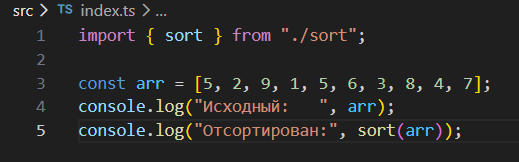 src > TS index.ts > ...
1 import { sort } from "./sort";
2
3 const arr = [5, 2, 9, 1, 5, 6, 3, 8, 4, 7];
4 console.log("Исходный:   ", arr);
5 console.log("Отсортирован:", sort(arr));